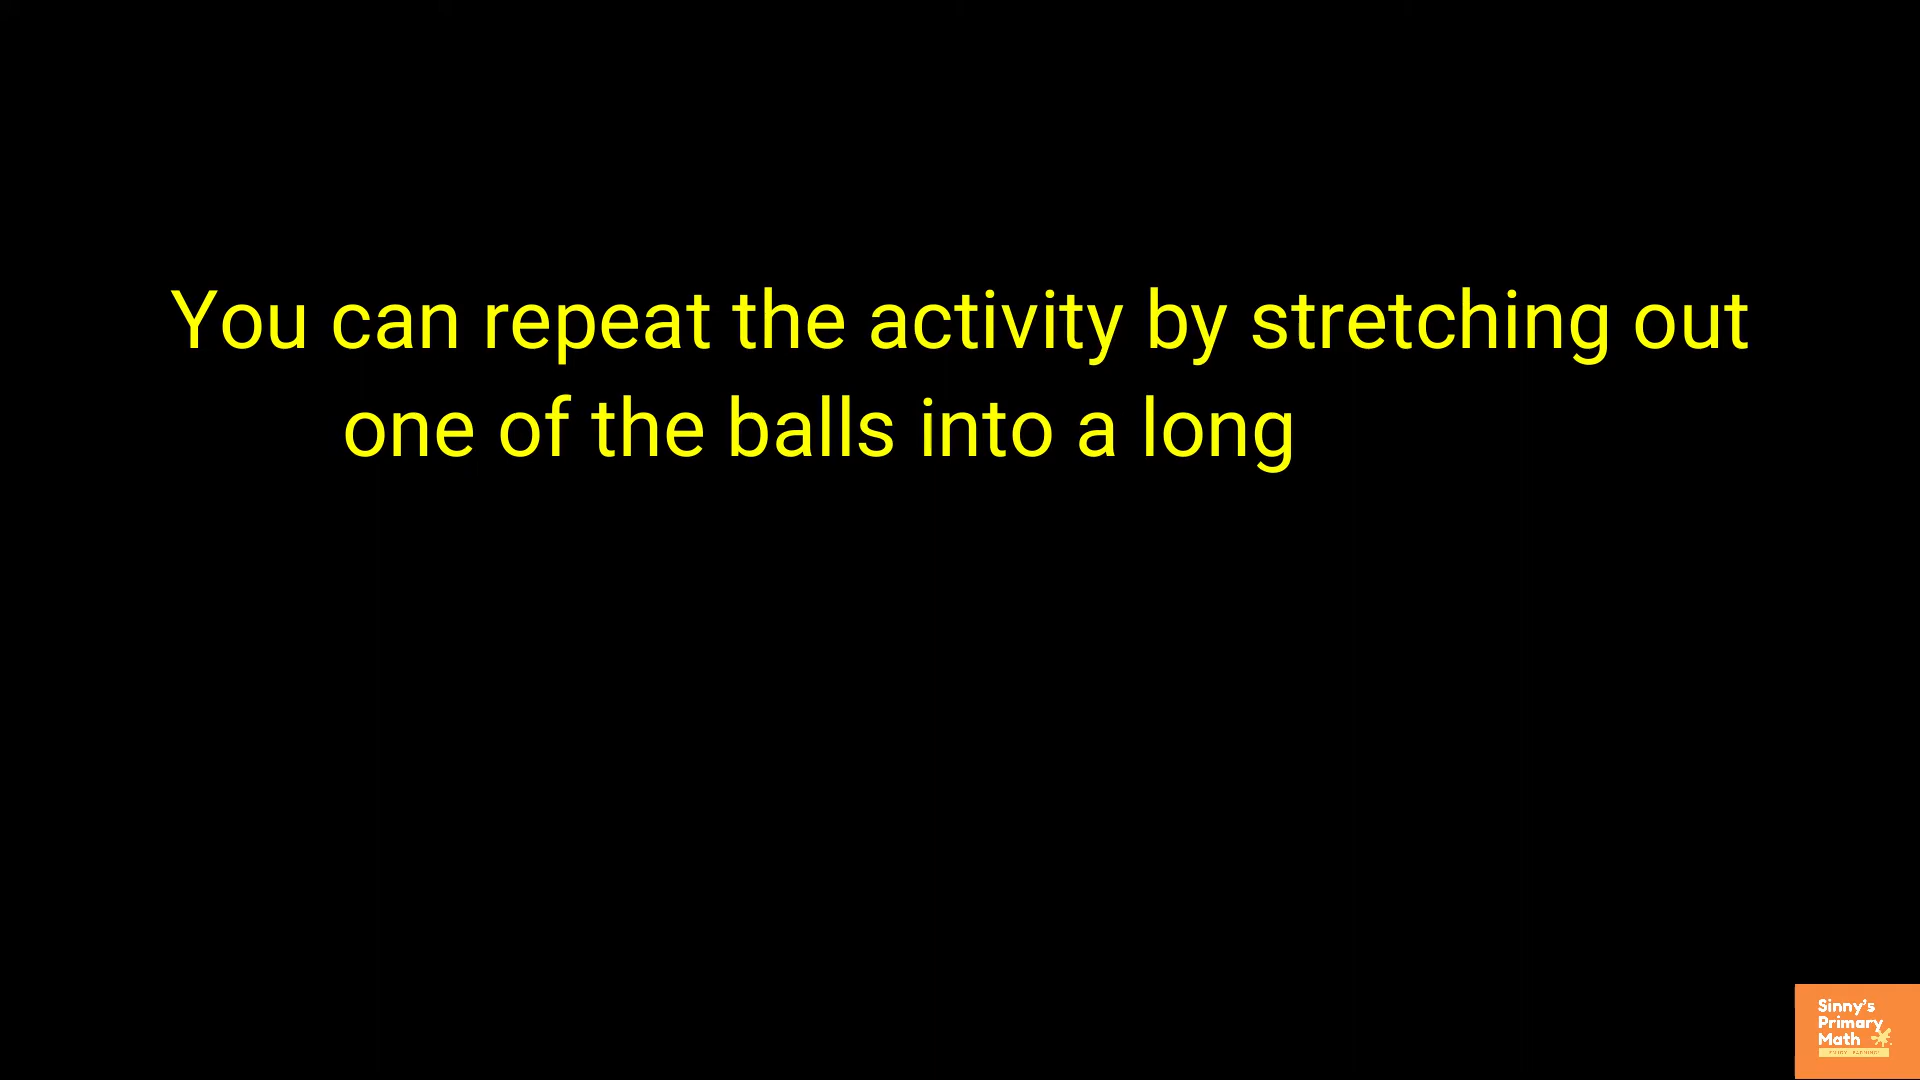 You can repeat the activity by stretching out
one of the balls into a long
Sinny's
Primary
Math